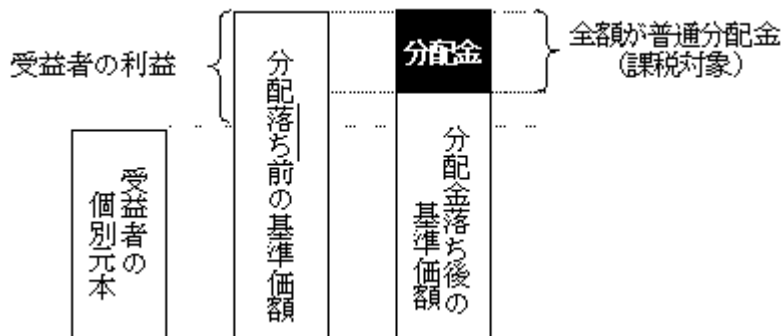 受益者の利益
分配落ち前の基準価額
分配金
全額が普通分配金
(課税対象)
受益者の
個別元本
分配金落ち後の
基準価額